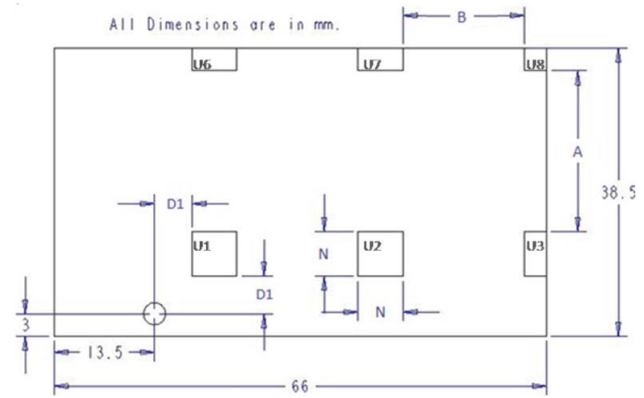 All Dimensions are in mm.
B
U6 U7 U8
A
38.5
D1
U1 N U2 U3
D1
N
3
13.5
66